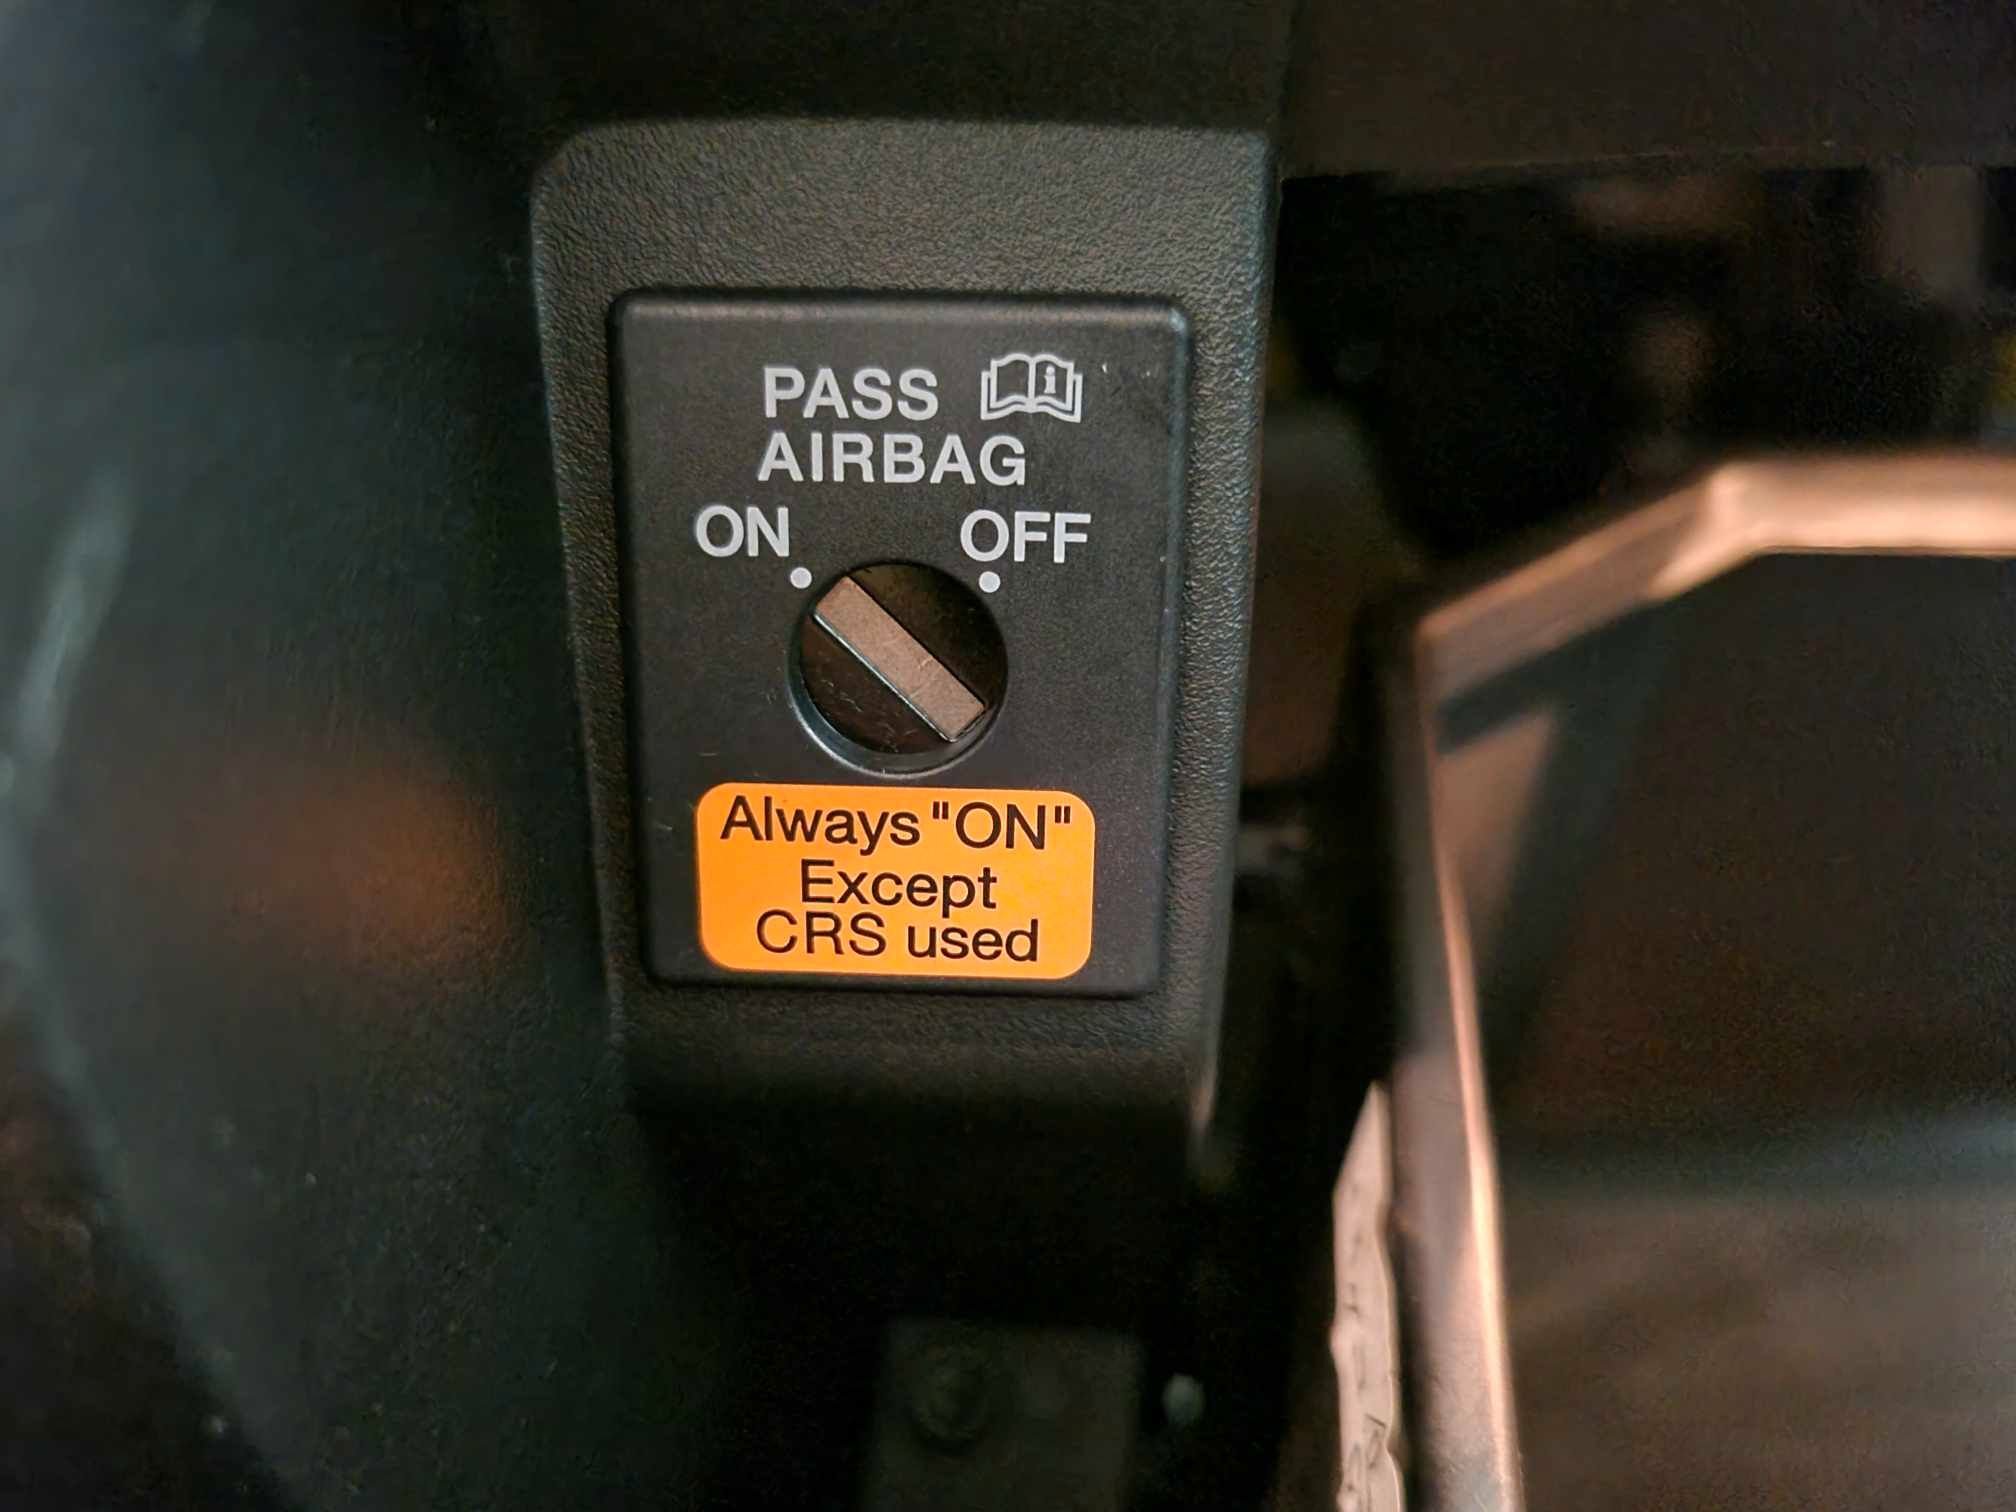 PASS
AIRBAG
ON OFF
Always "ON"
Except
CRS used